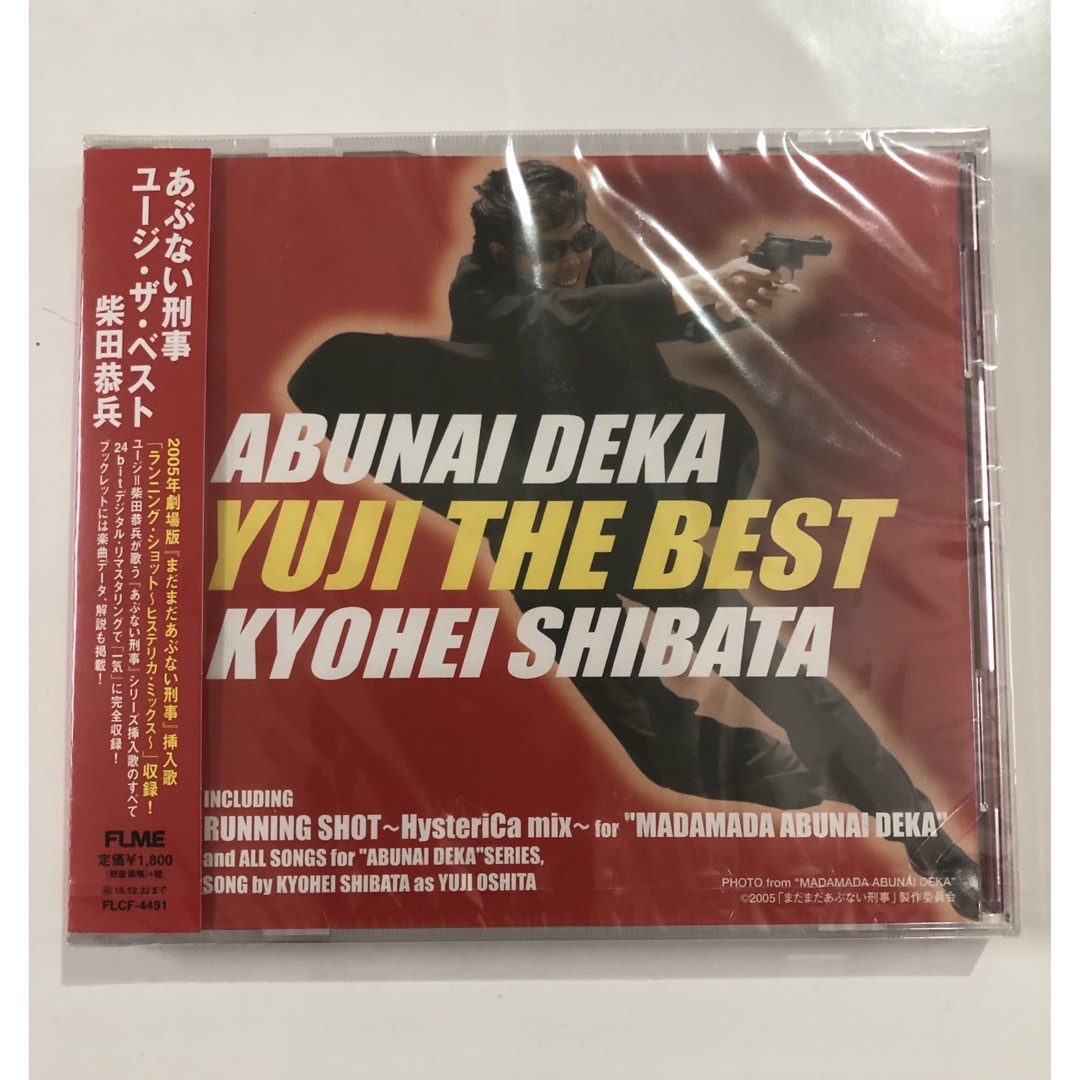 あぶない刑事
ユージ・ザ・ベスト
柴田恭兵
2005年劇場版『まだまだあぶない刑事』挿入歌
「ランニング・ショット～ヒステリカ・ミックス～」収録！
ユージ＝柴田恭兵が歌う『あぶない刑事』シリーズ挿入歌のすべて
24bitデジタル・リマスタリングで「一気」に完全収録！
ブックレットには楽曲データ、解説も掲載！
FLME
定価¥1,800
FLCF-4491
ABUNAI DEKA
YUJI THE BEST
KYOHEI SHIBATA
INCLUDING
RUNNING SHOT～HysteriCa mix～for "MADAMADA ABUNAI DEKA"
and ALL SONGS for "ABUNAI DEKA"SERIES,
SONG by KYOHEI SHIBATA as YUJI OSHITA
PHOTO from "MADAMADA ABUNAI DEKA"
©2005「まだまだあぶない刑事」製作委員会